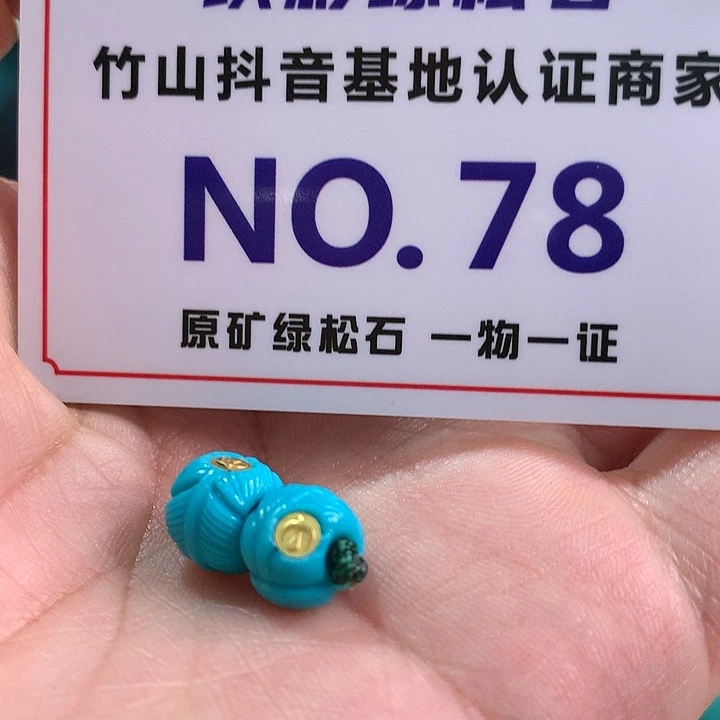 竹山抖音基地认证商家
NO.78
原矿绿松石 一物一证